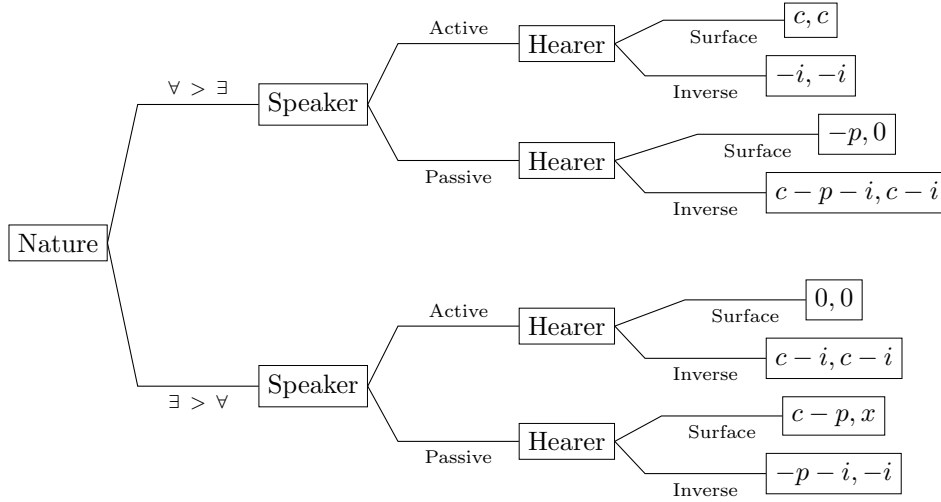 Active
Hearer
Surface
c, c
Inverse
−i, −i
∀ < ∃
Speaker
Passive
Hearer
Surface
−p, 0
Inverse
c − p − i, c − i
Nature
Active
Hearer
Surface
0, 0
Inverse
c − i, c − i
∃ < ∀
Speaker
Passive
Hearer
Surface
c − p, x
Inverse
−p − i, −i